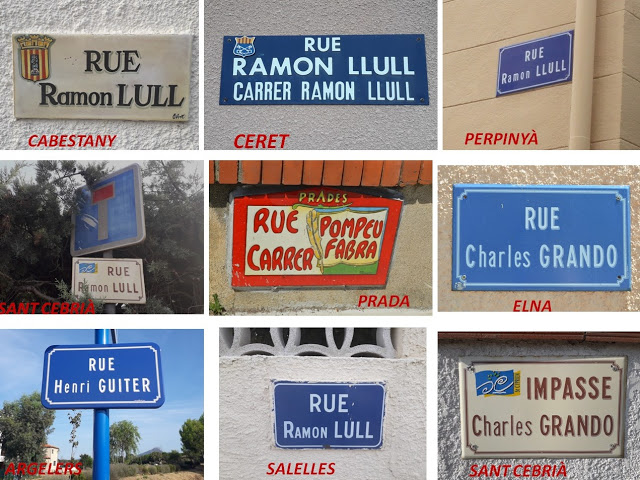 RUE
Ramon LULL
CABESTANY
RUE
RAMON LLULL
CARRER RAMON LLULL
CERET
RUE
Ramon LLULL
PERPINYÀ
RUE
Ramon LULL
SANT CEBRIÀ
PRADES
RUE POMPEU
CARRER FABRA
PRADA
RUE
Charles GRANDO
ELNA
RUE
Henri GUITER
ARGELERS
RUE
RAMON LULL
SALELLES
IMPASSE
Charles GRANDO
SANT CEBRIÀ